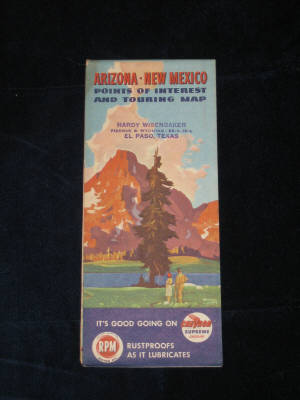 ARIZONA · NEW MEXICO
POINTS OF INTEREST
AND TOURING MAP
HARDY WISENBAKER
EL PASO, TEXAS
IT'S GOOD GOING ON
SUPREME
RPM
RUSTPROOFS
AS IT LUBRICATES